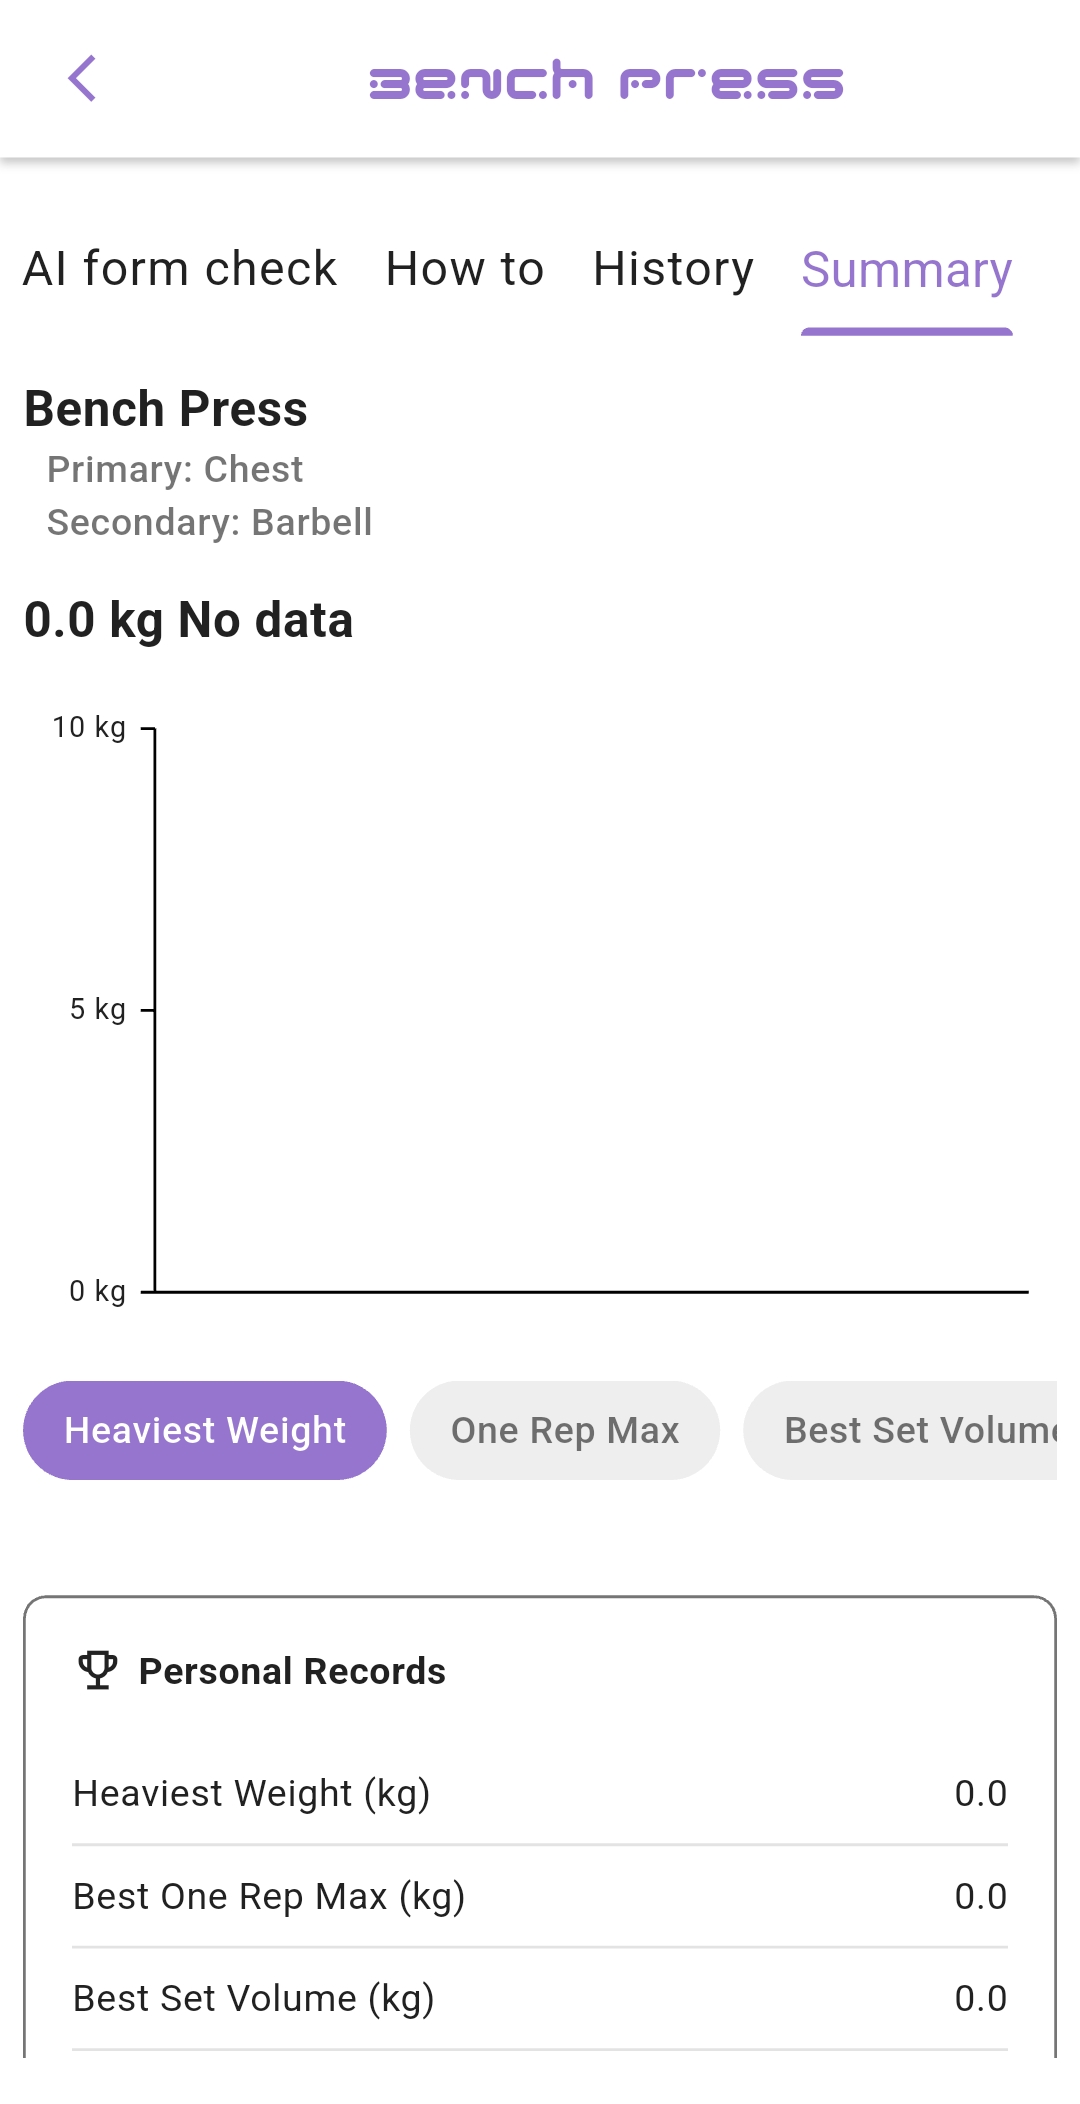 Bench Press
AI form check How to History Summary
Bench Press
Primary: Chest
Secondary: Barbell
0.0 kg No data
10 kg
5 kg
0 kg
Heaviest Weight One Rep Max Best Set Volume
Personal Records
Heaviest Weight (kg) 0.0
Best One Rep Max (kg) 0.0
Best Set Volume (kg) 0.0